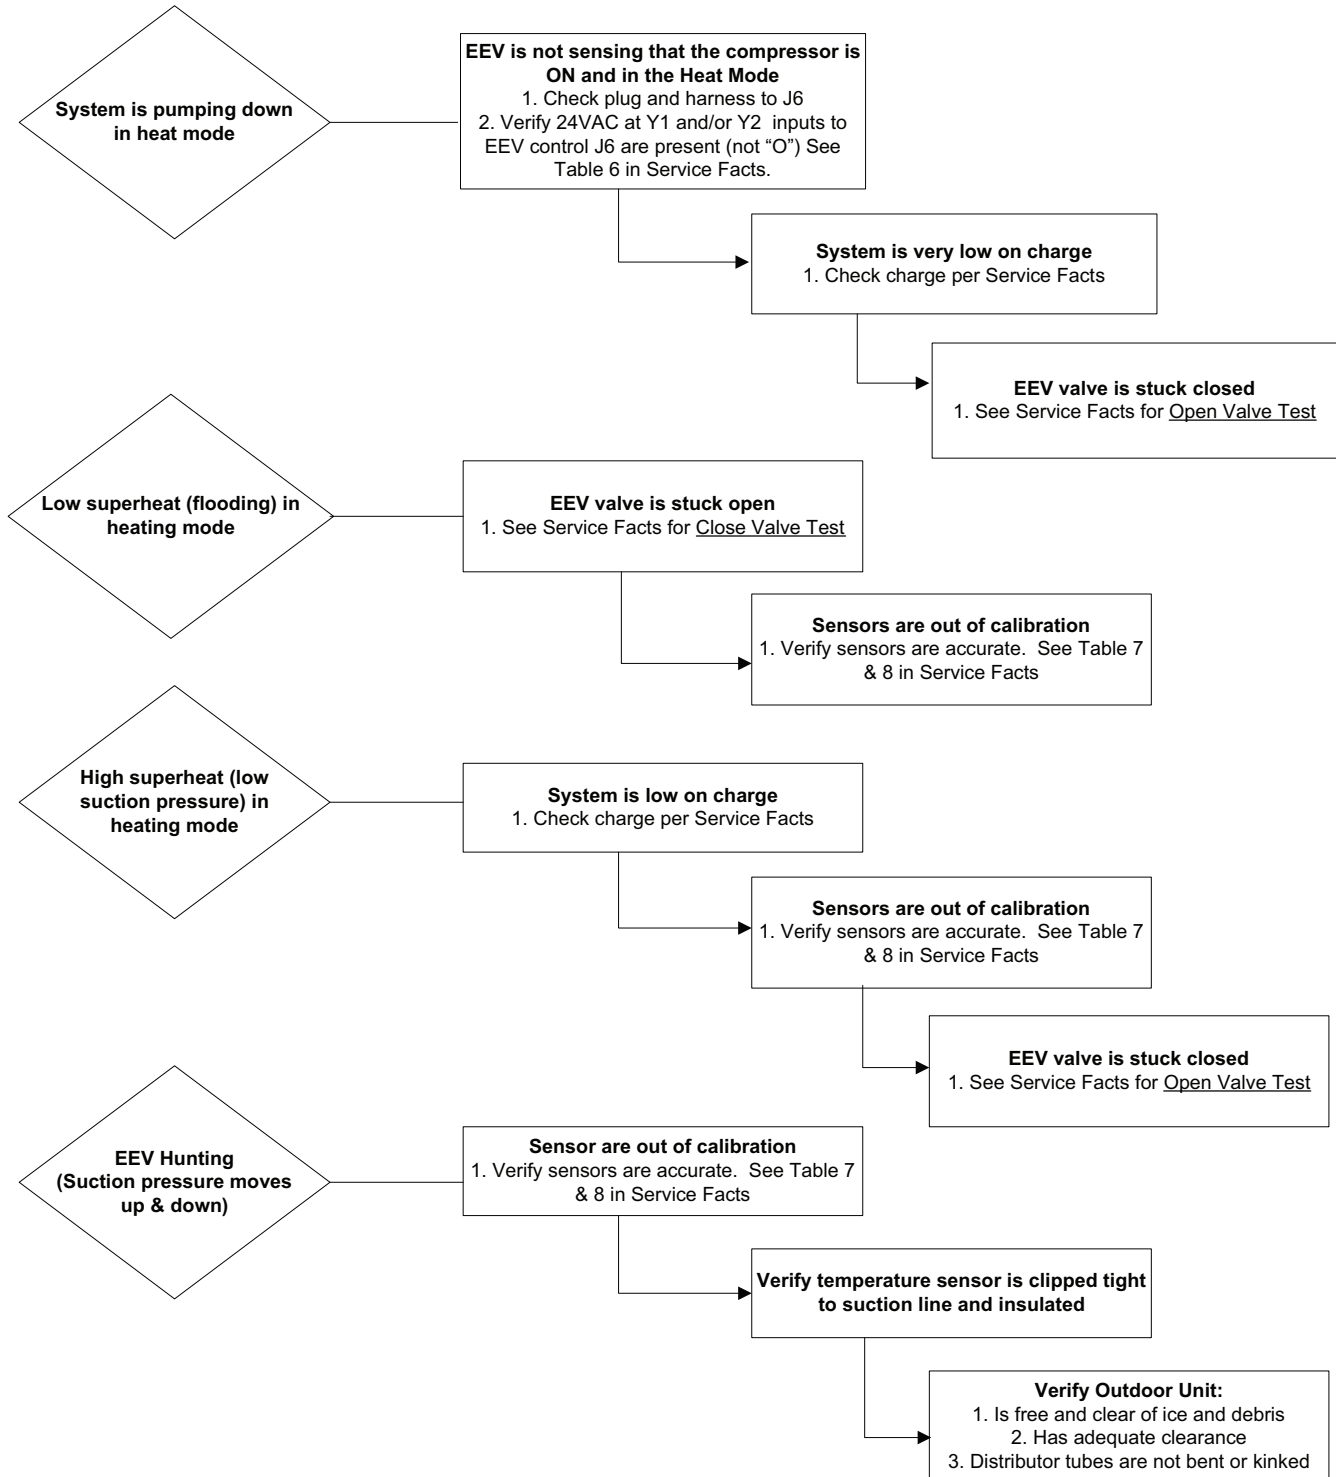 System is pumping down
in heat mode
EEV is not sensing that the compressor is
ON and in the Heat Mode
1. Check plug and harness to J6
2. Verify 24VAC at Y1 and/or Y2 inputs to
EEV control J6 are present (not “O”) See
Table 6 in Service Facts.
System is very low on charge
1. Check charge per Service Facts
EEV valve is stuck closed
1. See Service Facts for Open Valve Test
Low superheat (flooding) in
heating mode
EEV valve is stuck open
1. See Service Facts for Close Valve Test
Sensors are out of calibration
1. Verify sensors are accurate. See Table 7
& 8 in Service Facts
High superheat (low
suction pressure) in
heating mode
System is low on charge
1. Check charge per Service Facts
Sensors are out of calibration
1. Verify sensors are accurate. See Table 7
& 8 in Service Facts
EEV valve is stuck closed
1. See Service Facts for Open Valve Test
EEV Hunting
(Suction pressure moves
up & down)
Sensor are out of calibration
1. Verify sensors are accurate. See Table 7
& 8 in Service Facts
Verify temperature sensor is clipped tight
to suction line and insulated
Verify Outdoor Unit:
1. Is free and clear of ice and debris
2. Has adequate clearance
3. Distributor tubes are not bent or kinked